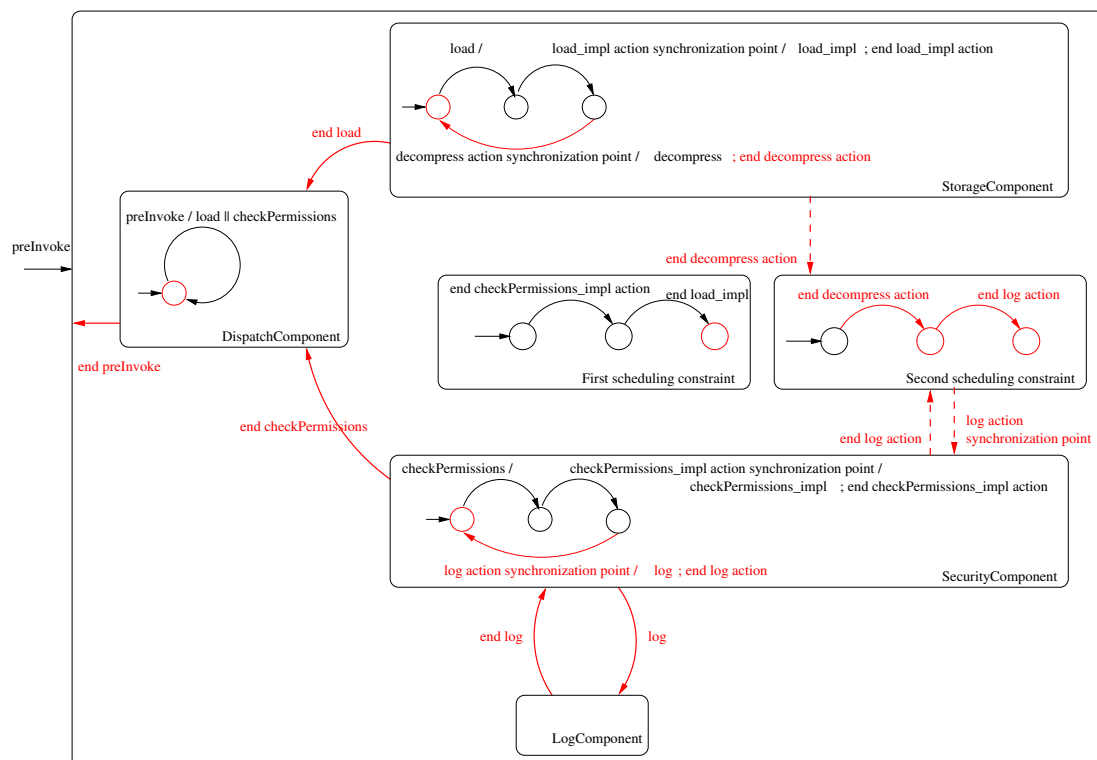 load / load_impl action synchronization point / load_impl ; end load_impl action
end load
decompress action synchronization point / decompress ; end decompress action
StorageComponent
preInvoke / load || checkPermissions
preInvoke
end decompress action
end checkPermissions_impl action
end load_impl
end decompress action
end log action
DispatchComponent
end preInvoke
First scheduling constraint
Second scheduling constraint
end checkPermissions
end log action
log action
synchronization point
checkPermissions / checkPermissions_impl action synchronization point /
checkPermissions_impl ; end checkPermissions_impl action
log action synchronization point / log ; end log action
SecurityComponent
end log
log
LogComponent